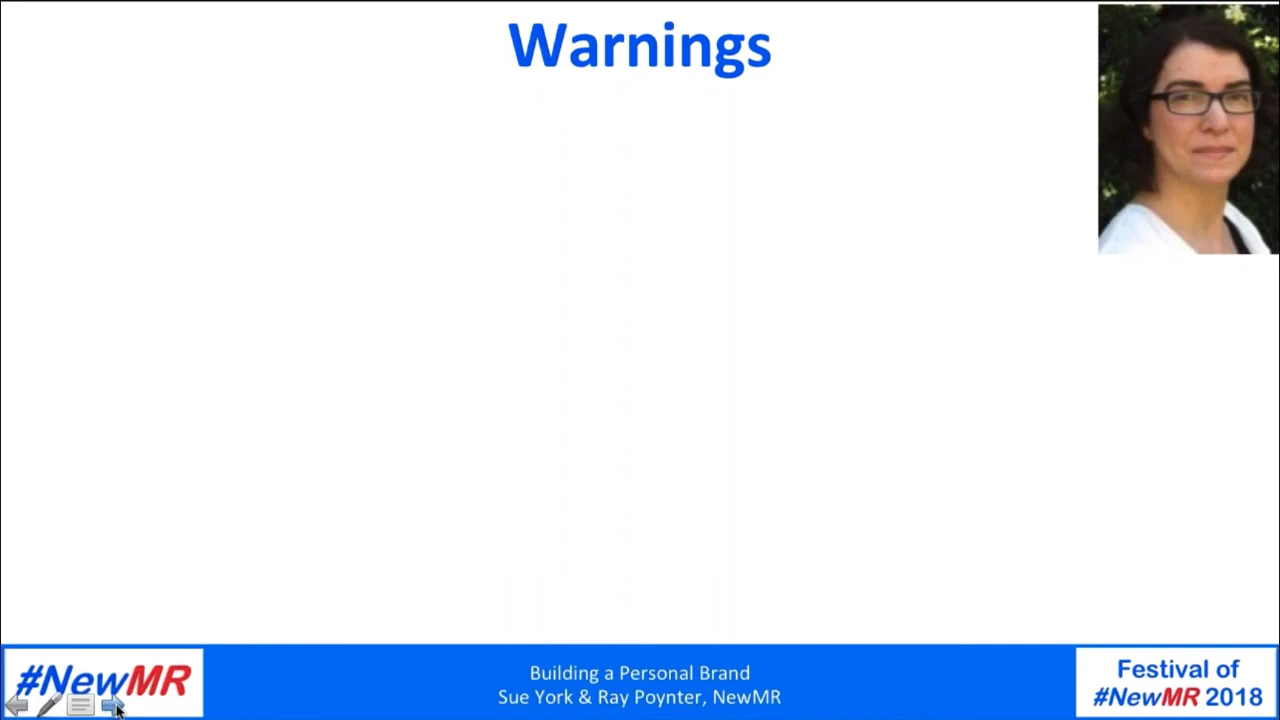 Warnings
#NewMR
Building a Personal Brand
Sue York & Ray Poynter, NewMR
Festival of
#NewMR 2018